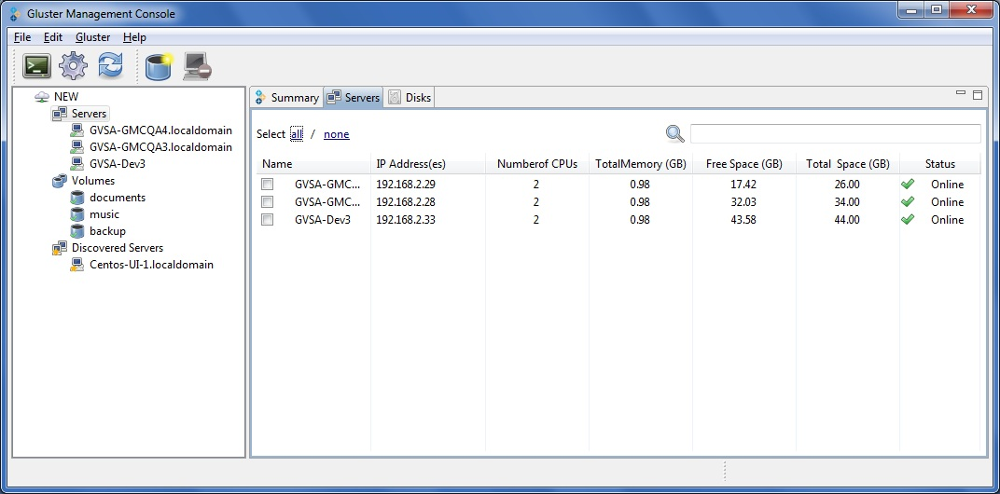 Gluster Management Console
File Edit Gluster Help
NEW
Servers
GVSA-GMCQA4.localdomain
GVSA-GMCQA3.localdomain
GVSA-Dev3
Volumes
documents
music
backup
Discovered Servers
Centos-UI-1.localdomain
Summary Servers Disks
Select all / none
Name IP Address(es) Numberof CPUs TotalMemory (GB) Free Space (GB) Total Space (GB) Status
GVSA-GMC... 192.168.2.29 2 0.98 17.42 26.00 Online
GVSA-GMC... 192.168.2.28 2 0.98 32.03 34.00 Online
GVSA-Dev3 192.168.2.33 2 0.98 43.58 44.00 Online